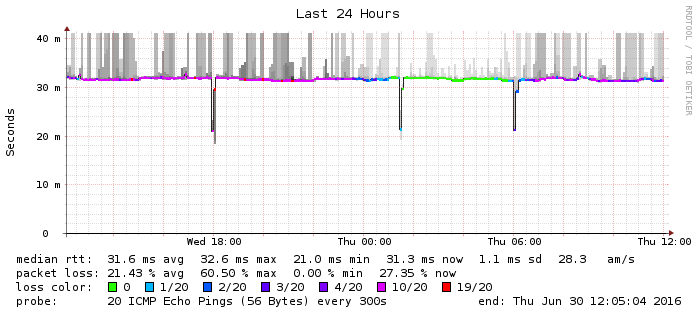 Last 24 Hours
RRDTOOL / TOBI OETIKER
Seconds
40 m
30 m
20 m
10 m
0
Wed 18:00 Thu 00:00 Thu 06:00 Thu 12:00
median rtt: 31.6 ms avg 32.6 ms max 21.0 ms min 31.3 ms now 1.1 ms sd 28.3 am/s
packet loss: 21.43 % avg 60.50 % max 0.00 % min 27.35 % now
loss color: 0 1/20 2/20 3/20 4/20 10/20 19/20
probe: 20 ICMP Echo Pings (56 Bytes) every 300s end: Thu Jun 30 12:05:04 2016